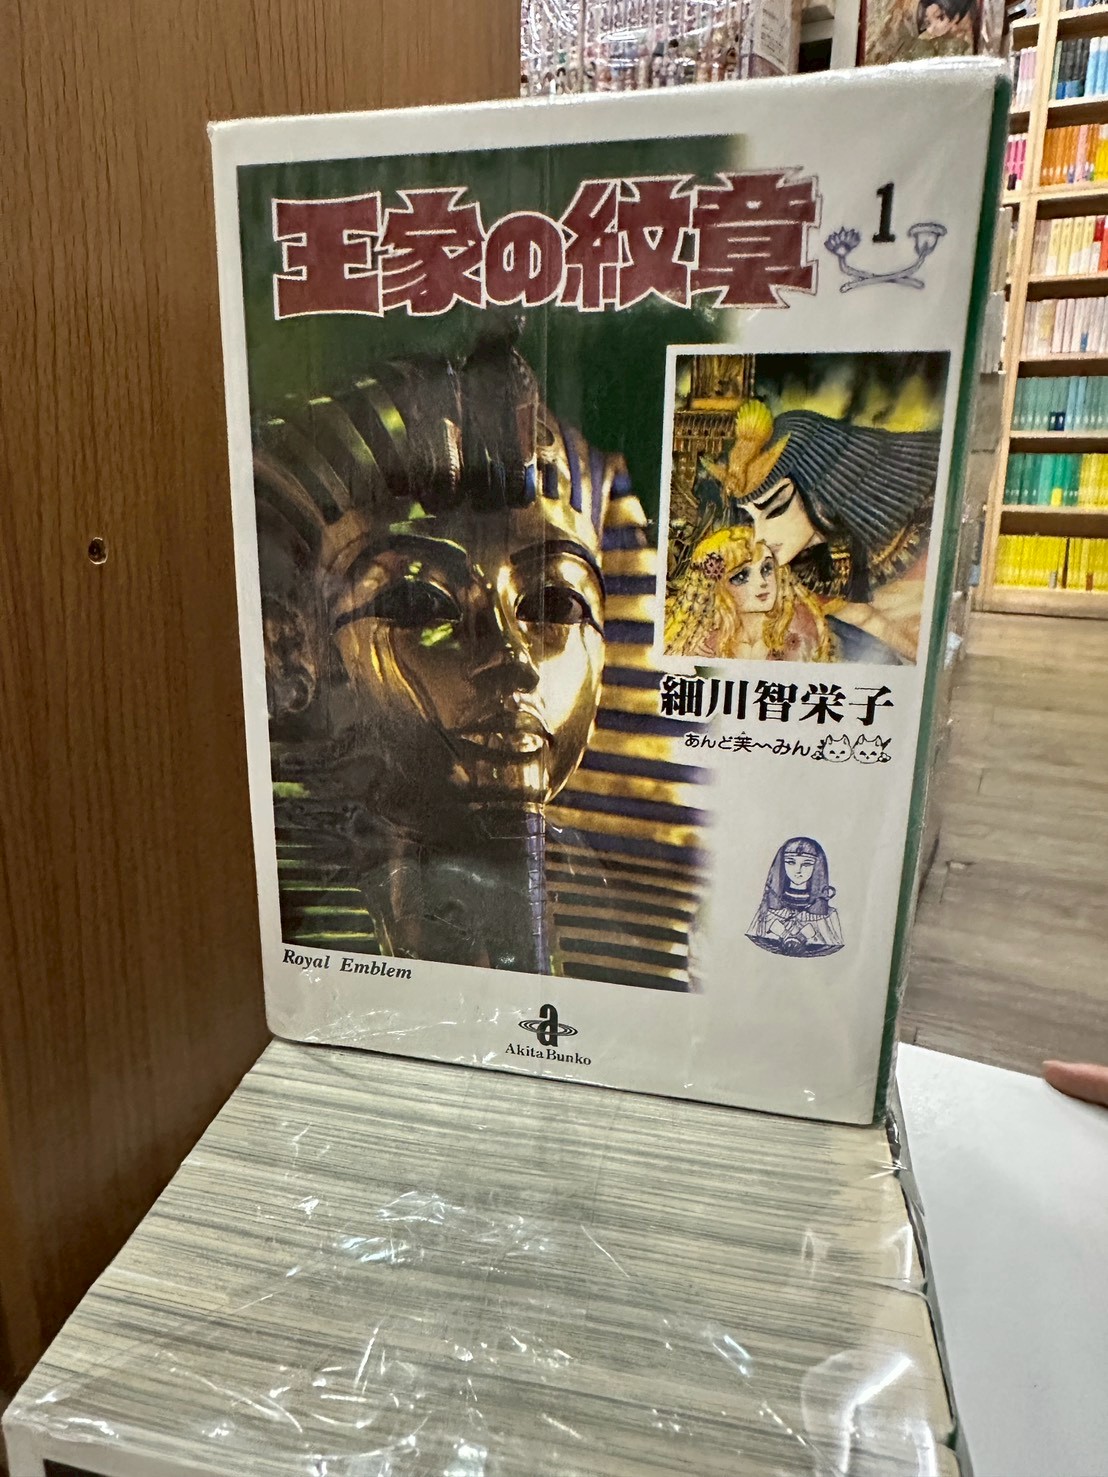 王家の紋章
1
細川智栄子
あんど芙〜みん
Royal Emblem
a
Akita Bunko